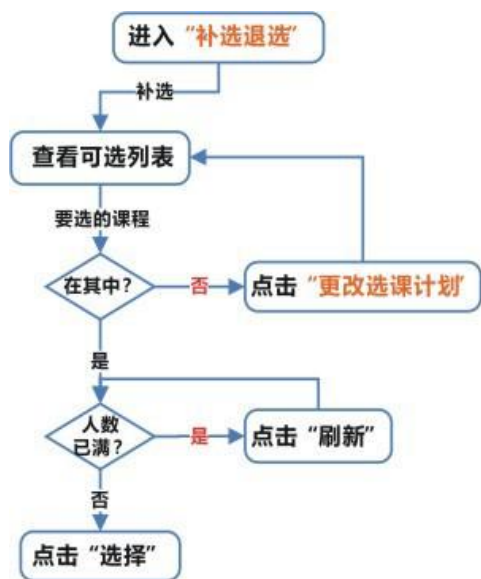 进入“补选退选”
补选
查看可选列表
要选的课程
在其中？
否
点击“更改选课计划”
是
人数
已满？
是
点击“刷新”
否
点击“选择”